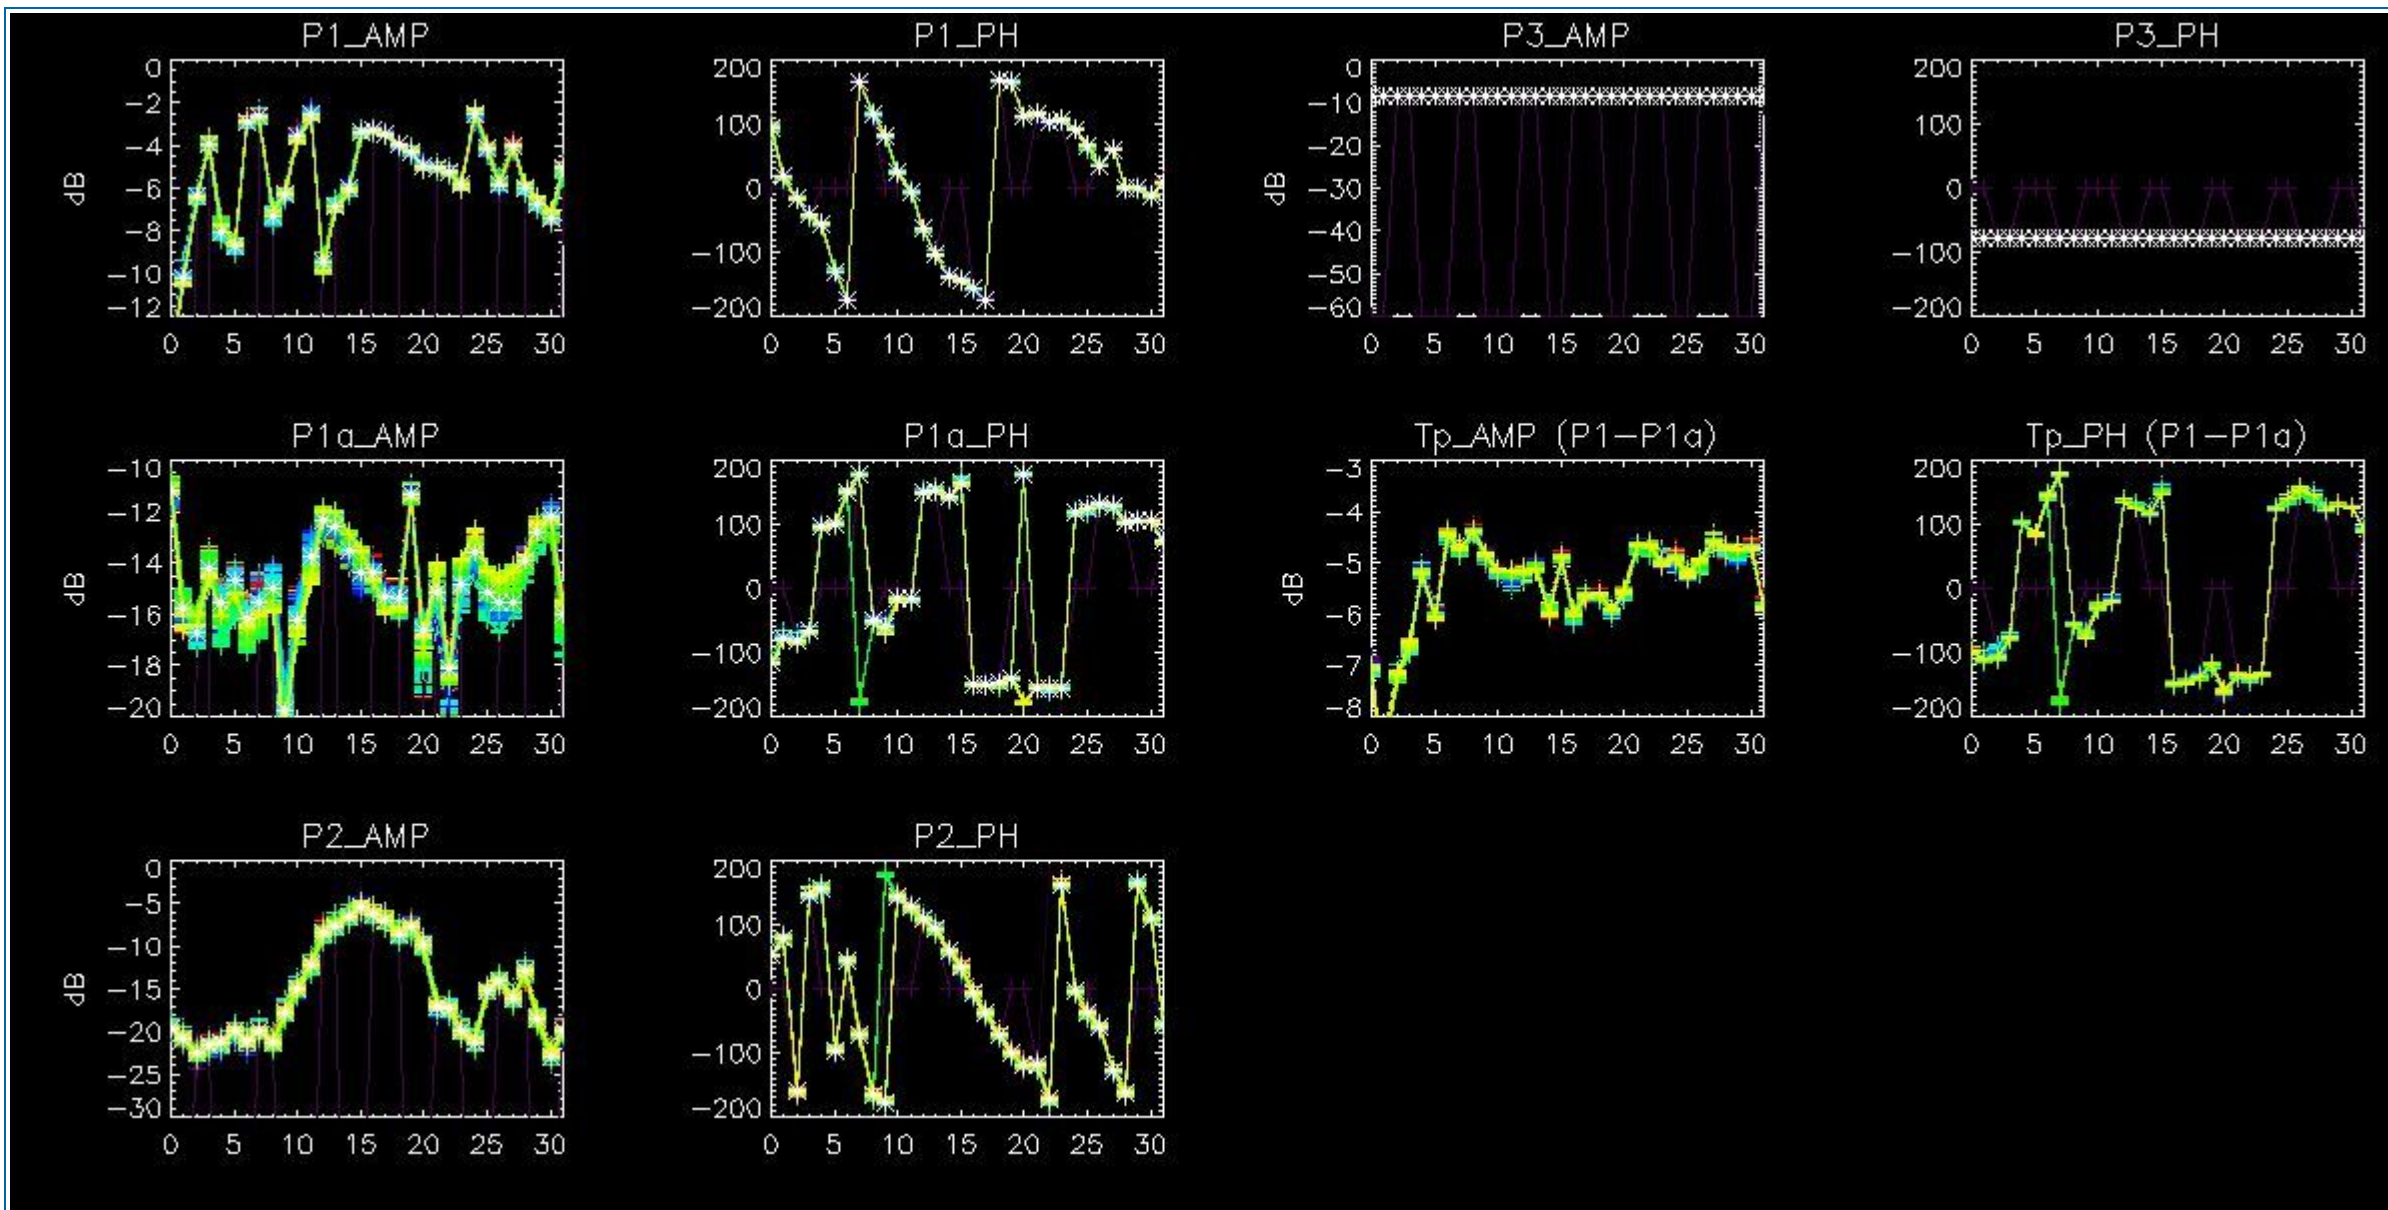 P1_AMP
0
−2
−4
−6
−8
−10
−12
dB
0 5 10 15 20 25 30
P1_PH
200
100
0
−100
−200
0 5 10 15 20 25 30
P3_AMP
0
−10
−20
−30
−40
−50
−60
dB
0 5 10 15 20 25 30
P3_PH
200
100
0
−100
−200
0 5 10 15 20 25 30
P1a_AMP
−10
−12
−14
−16
−18
−20
dB
0 5 10 15 20 25 30
P1a_PH
200
100
0
−100
−200
0 5 10 15 20 25 30
Tp_AMP (P1−P1a)
−3
−4
−5
−6
−7
−8
dB
0 5 10 15 20 25 30
Tp_PH (P1−P1a)
200
100
0
−100
−200
0 5 10 15 20 25 30
P2_AMP
0
−5
−10
−15
−20
−25
−30
dB
0 5 10 15 20 25 30
P2_PH
200
100
0
−100
−200
0 5 10 15 20 25 30